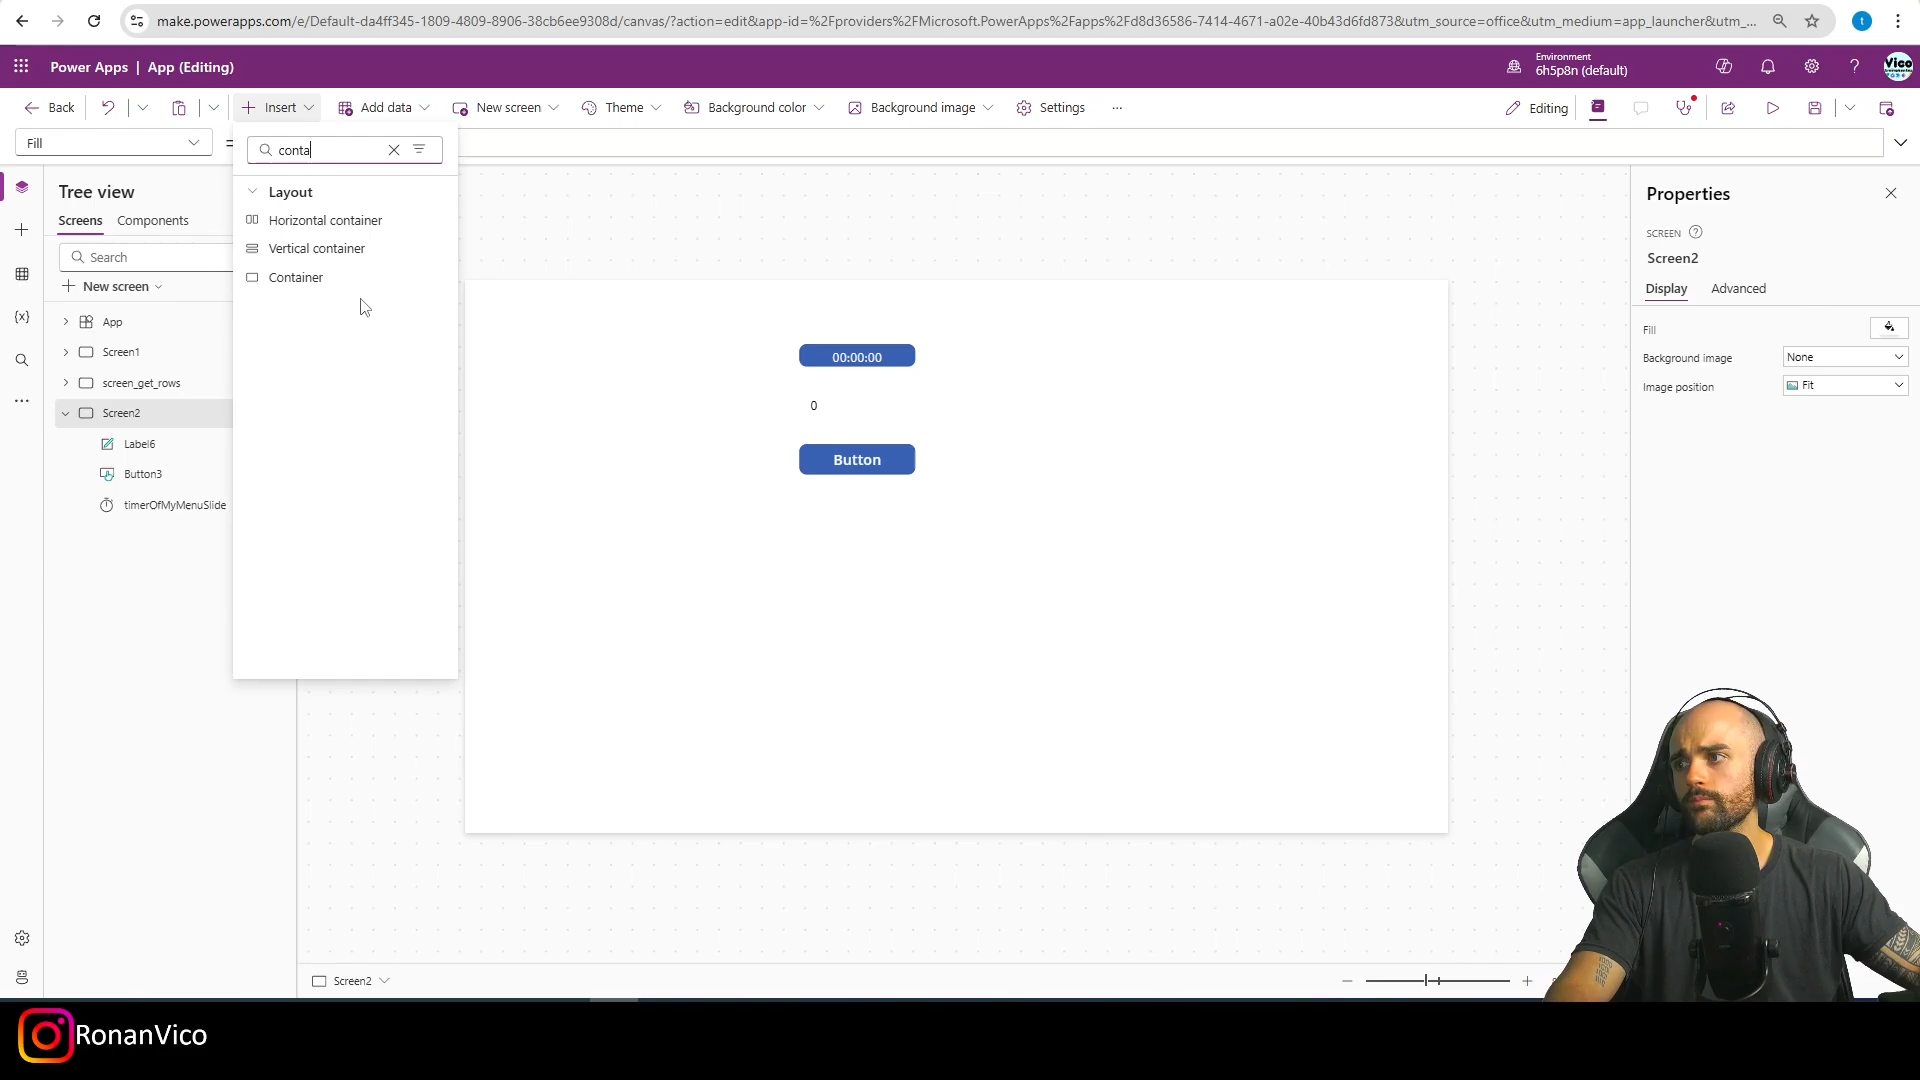 make.powerapps.com/e/Default-da4ff345-1809-4809-8906-38cb6ee9308d/canvas/?action=edit&app-id=%2Fproviders%2FMicrosoft.PowerApps%2Fapps%2Fd8d36586-7414-4671-a02e-40b43d6fd873&utm_source=office&utm_medium=app_launcher&utm_...
t
Power Apps | App (Editing)
Environment
6h5p8n (default)
Vico
Back
Insert
Add data
New screen
Theme
Background color
Background image
Settings
...
Editing
Fill
=
conta
Tree view
Screens
Components
Search
New screen
App
Screen1
screen_get_rows
Screen2
Label6
Button3
timerOfMyMenuSlide
Layout
Horizontal container
Vertical container
Container
00:00:00
0
Button
Properties
SCREEN
Screen2
Display
Advanced
Fill
Background image
None
Image position
Fit
Screen2
RonanVico